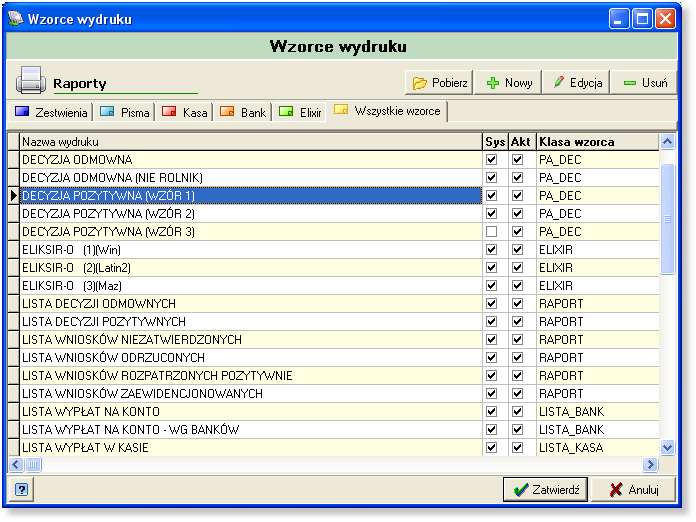 Wzorce wydruku
Wzorce wydruku
Raporty
Pobierz
Nowy
Edycja
Usuń
Zestwienia
Pisma
Kasa
Bank
Elixir
Wszystkie wzorce
Nazwa wydruku Sys Akt Klasa wzorca
DECYZJA ODMOWNA PA_DEC
DECYZJA ODMOWNA (NIE ROLNIK) PA_DEC
DECYZJA POZYTYWNA (WZÓR 1) PA_DEC
DECYZJA POZYTYWNA (WZÓR 2) PA_DEC
DECYZJA POZYTYWNA (WZÓR 3) PA_DEC
ELIKSIR-O (1)(Win) ELIXIR
ELIKSIR-O (2)(Latin2) ELIXIR
ELIKSIR-O (3)(Maz) ELIXIR
LISTA DECYZJI ODMOWNYCH RAPORT
LISTA DECYZJI POZYTYWNYCH RAPORT
LISTA WNIOSKÓW NIEZATWIERDZONYCH RAPORT
LISTA WNIOSKÓW ODRZUCONYCH RAPORT
LISTA WNIOSKÓW ROZPATRZONYCH POZYTYWNIE RAPORT
LISTA WNIOSKÓW ZAEWIDENCJONOWANYCH RAPORT
LISTA WYPŁAT NA KONTO LISTA_BANK
LISTA WYPŁAT NA KONTO - WG BANKÓW LISTA_BANK
LISTA WYPŁAT W KASIE LISTA_KASA
?
Zatwierdź
Anuluj